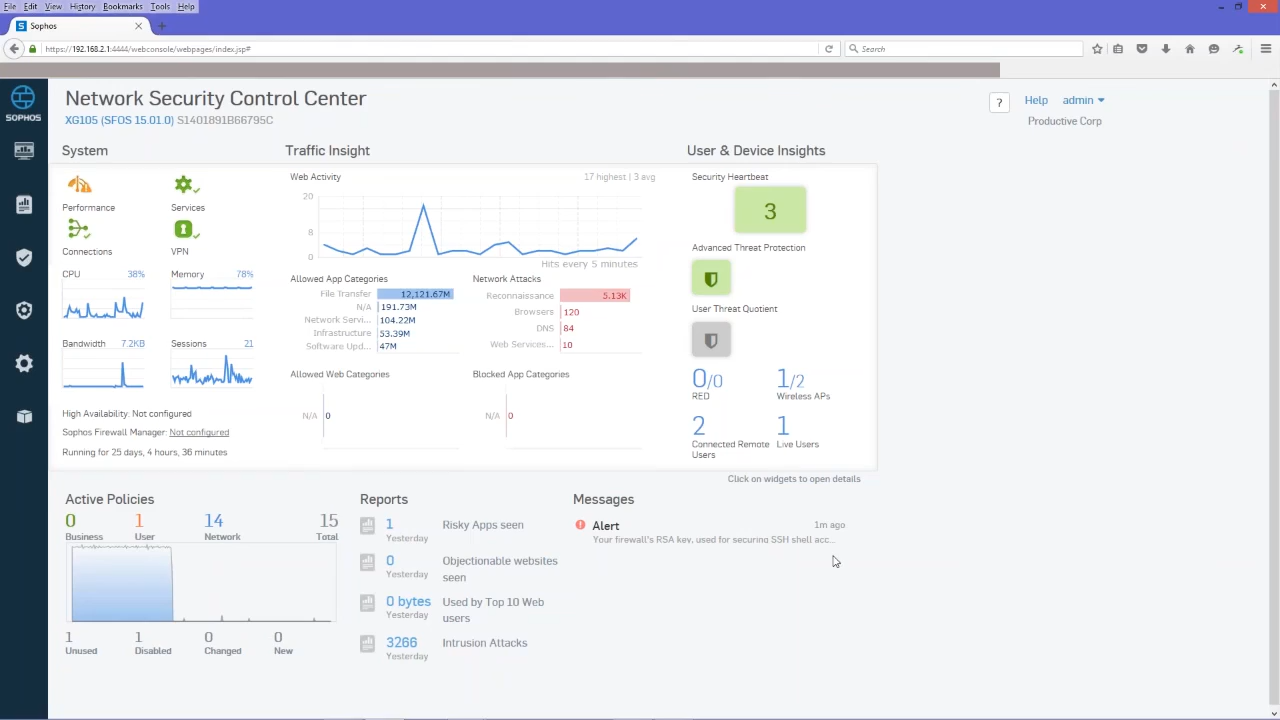 File Edit View History Bookmarks Tools Help
Sophos
https://192.168.2.1:4444/webconsole/webpages/index.jsp#
Search
SOPHOS
Network Security Control Center
XG105 (SFOS 15.01.0) S1401891B66795C
? Help admin
Productive Corp
System
Performance
Services
Connections
VPN
CPU 38%
Memory 78%
Bandwidth 7.2KB
Sessions 21
High Availability: Not configured
Sophos Firewall Manager: Not configured
Running for 25 days, 4 hours, 36 minutes
Traffic Insight
Web Activity
17 highest | 3 avg
20
8
0
Hits every 5 minutes
Allowed App Categories
File Transfer 12,121.67M
N/A 191.73M
Network Servi... 104.22M
Infrastructure 53.39M
Software Upd... 47M
Network Attacks
Reconnaissance 5.13K
Browsers 120
DNS 84
Web Services... 10
Allowed Web Categories
N/A 0
Blocked App Categories
N/A 0
User & Device Insights
Security Heartbeat
3
Advanced Threat Protection
User Threat Quotient
0/0
RED
1/2
Wireless APs
2
Connected Remote
Users
1
Live Users
Click on widgets to open details
Active Policies
0
Business
1
User
14
Network
15
Total
1
Unused
1
Disabled
0
Changed
0
New
Reports
1 Risky Apps seen
Yesterday
0 Objectionable websites
Yesterday seen
0 bytes Used by Top 10 Web
Yesterday users
3266 Intrusion Attacks
Yesterday
Messages
Alert 1m ago
Your firewall's RSA key, used for securing SSH shell acc...